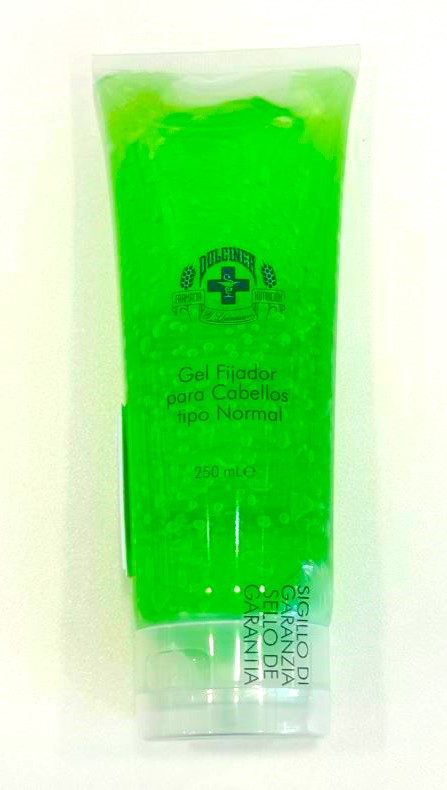 DULCINEA
FARMACIA
NUTRICIÓN
Gel Fijador
para Cabellos
tipo Normal
250 mL℮
SIGILLO DI
GARANZIA
SELLO DE
GARANTIA